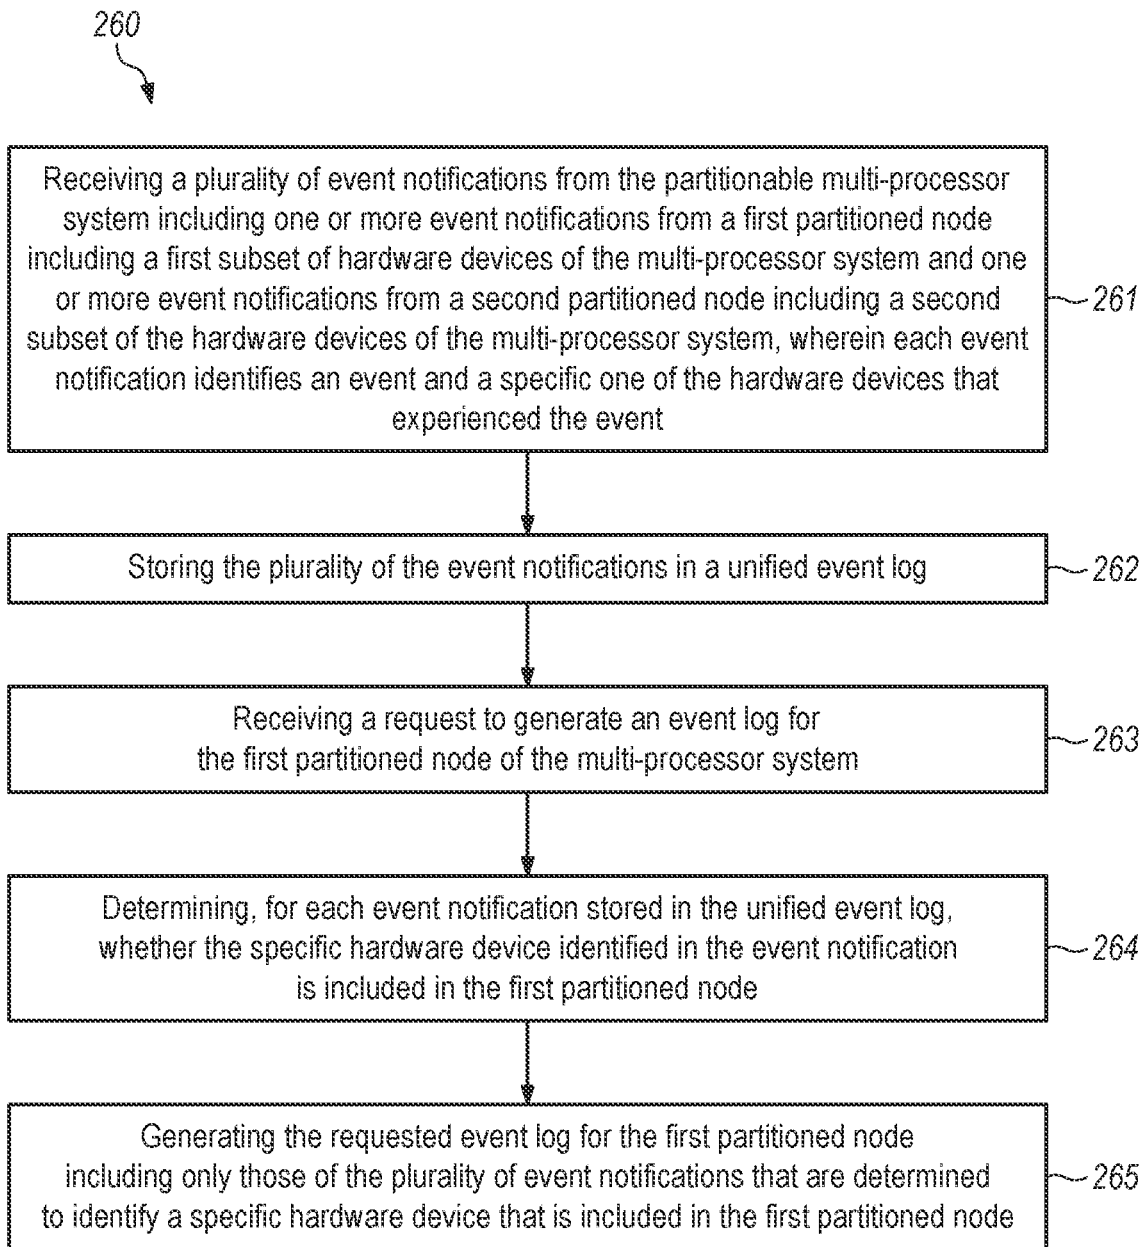 260
Receiving a plurality of event notifications from the partitionable multi-processor
system including one or more event notifications from a first partitioned node
including a first subset of hardware devices of the multi-processor system and one
or more event notifications from a second partitioned node including a second
subset of the hardware devices of the multi-processor system, wherein each event
notification identifies an event and a specific one of the hardware devices that
experienced the event
261
Storing the plurality of the event notifications in a unified event log
262
Receiving a request to generate an event log for
the first partitioned node of the multi-processor system
263
Determining, for each event notification stored in the unified event log,
whether the specific hardware device identified in the event notification
is included in the first partitioned node
264
Generating the requested event log for the first partitioned node
including only those of the plurality of event notifications that are determined
to identify a specific hardware device that is included in the first partitioned node
265